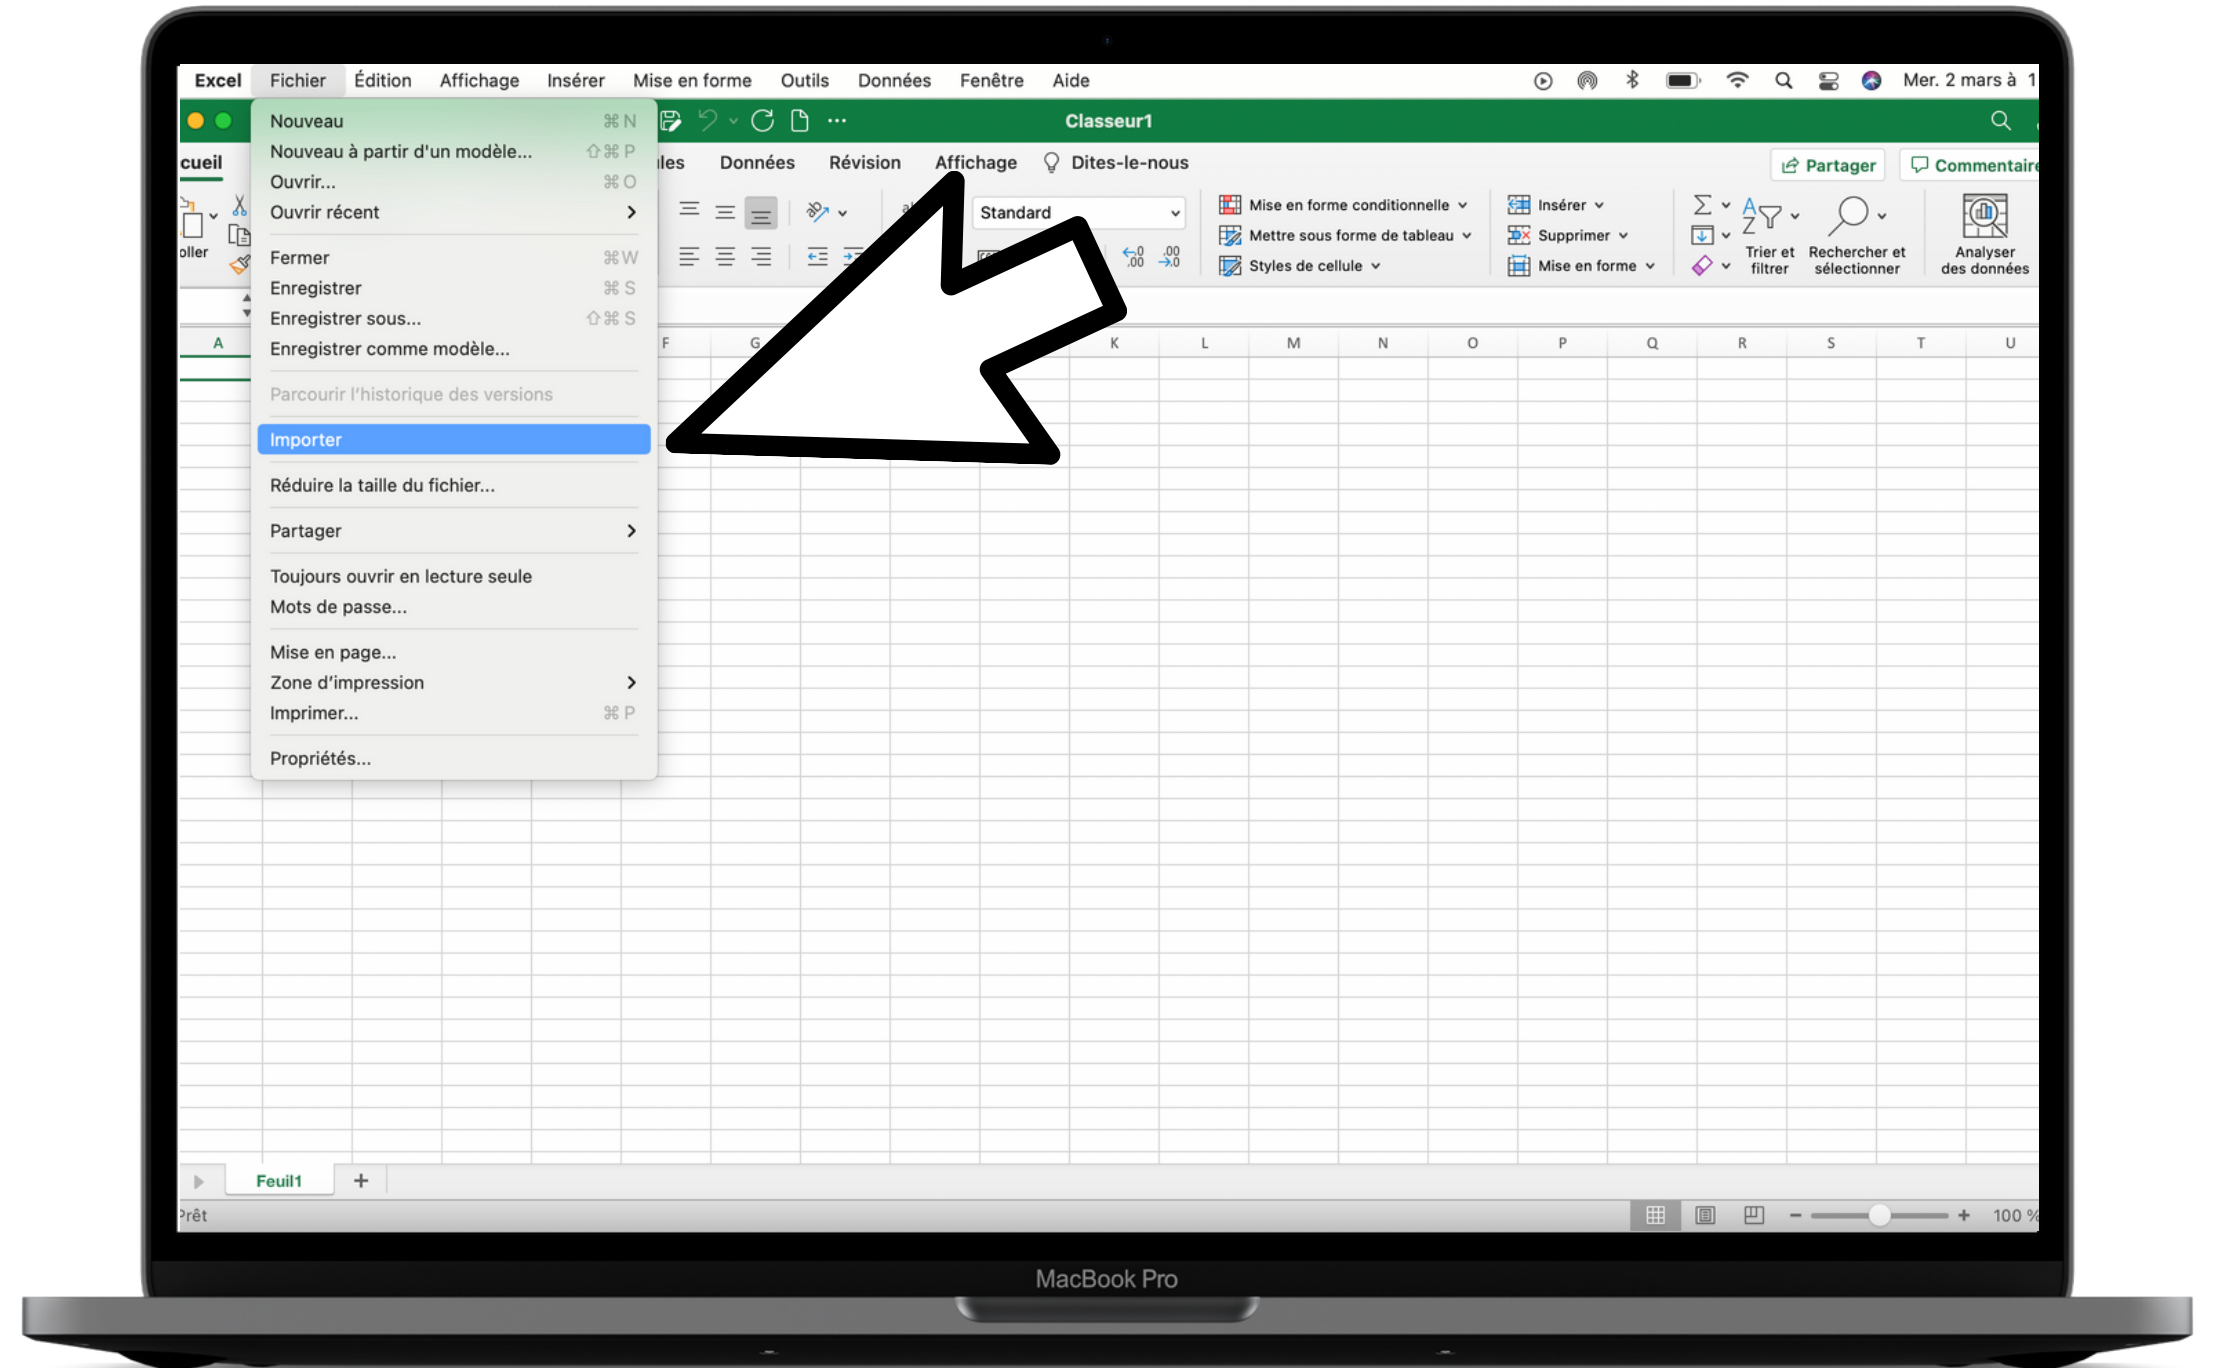 Excel Fichier Édition Affichage Insérer Mise en forme Outils Données Fenêtre Aide Mer. 2 mars à 1
Classeur1
cueil
les Données Révision Affichage Dites-le-nous Partager Commentaire
Nouveau ⌘ N
Nouveau à partir d'un modèle... ⇧⌘ P
Ouvrir... ⌘ O
Ouvrir récent
Fermer ⌘ W
Enregistrer ⌘ S
Enregistrer sous... ⇧⌘ S
Enregistrer comme modèle...
Parcourir l'historique des versions
Importer
Réduire la taille du fichier...
Partager
Toujours ouvrir en lecture seule
Mots de passe...
Mise en page...
Zone d'impression
Imprimer... ⌘ P
Propriétés...
oller
Standard
Mise en forme conditionnelle
Mettre sous forme de tableau
Styles de cellule
Insérer
Supprimer
Mise en forme
Trier et
filtrer
Rechercher et
sélectionner
Analyser
des données
A F G K L M N O P Q R S T U
Feuil1 +
Prêt
100 %
MacBook Pro